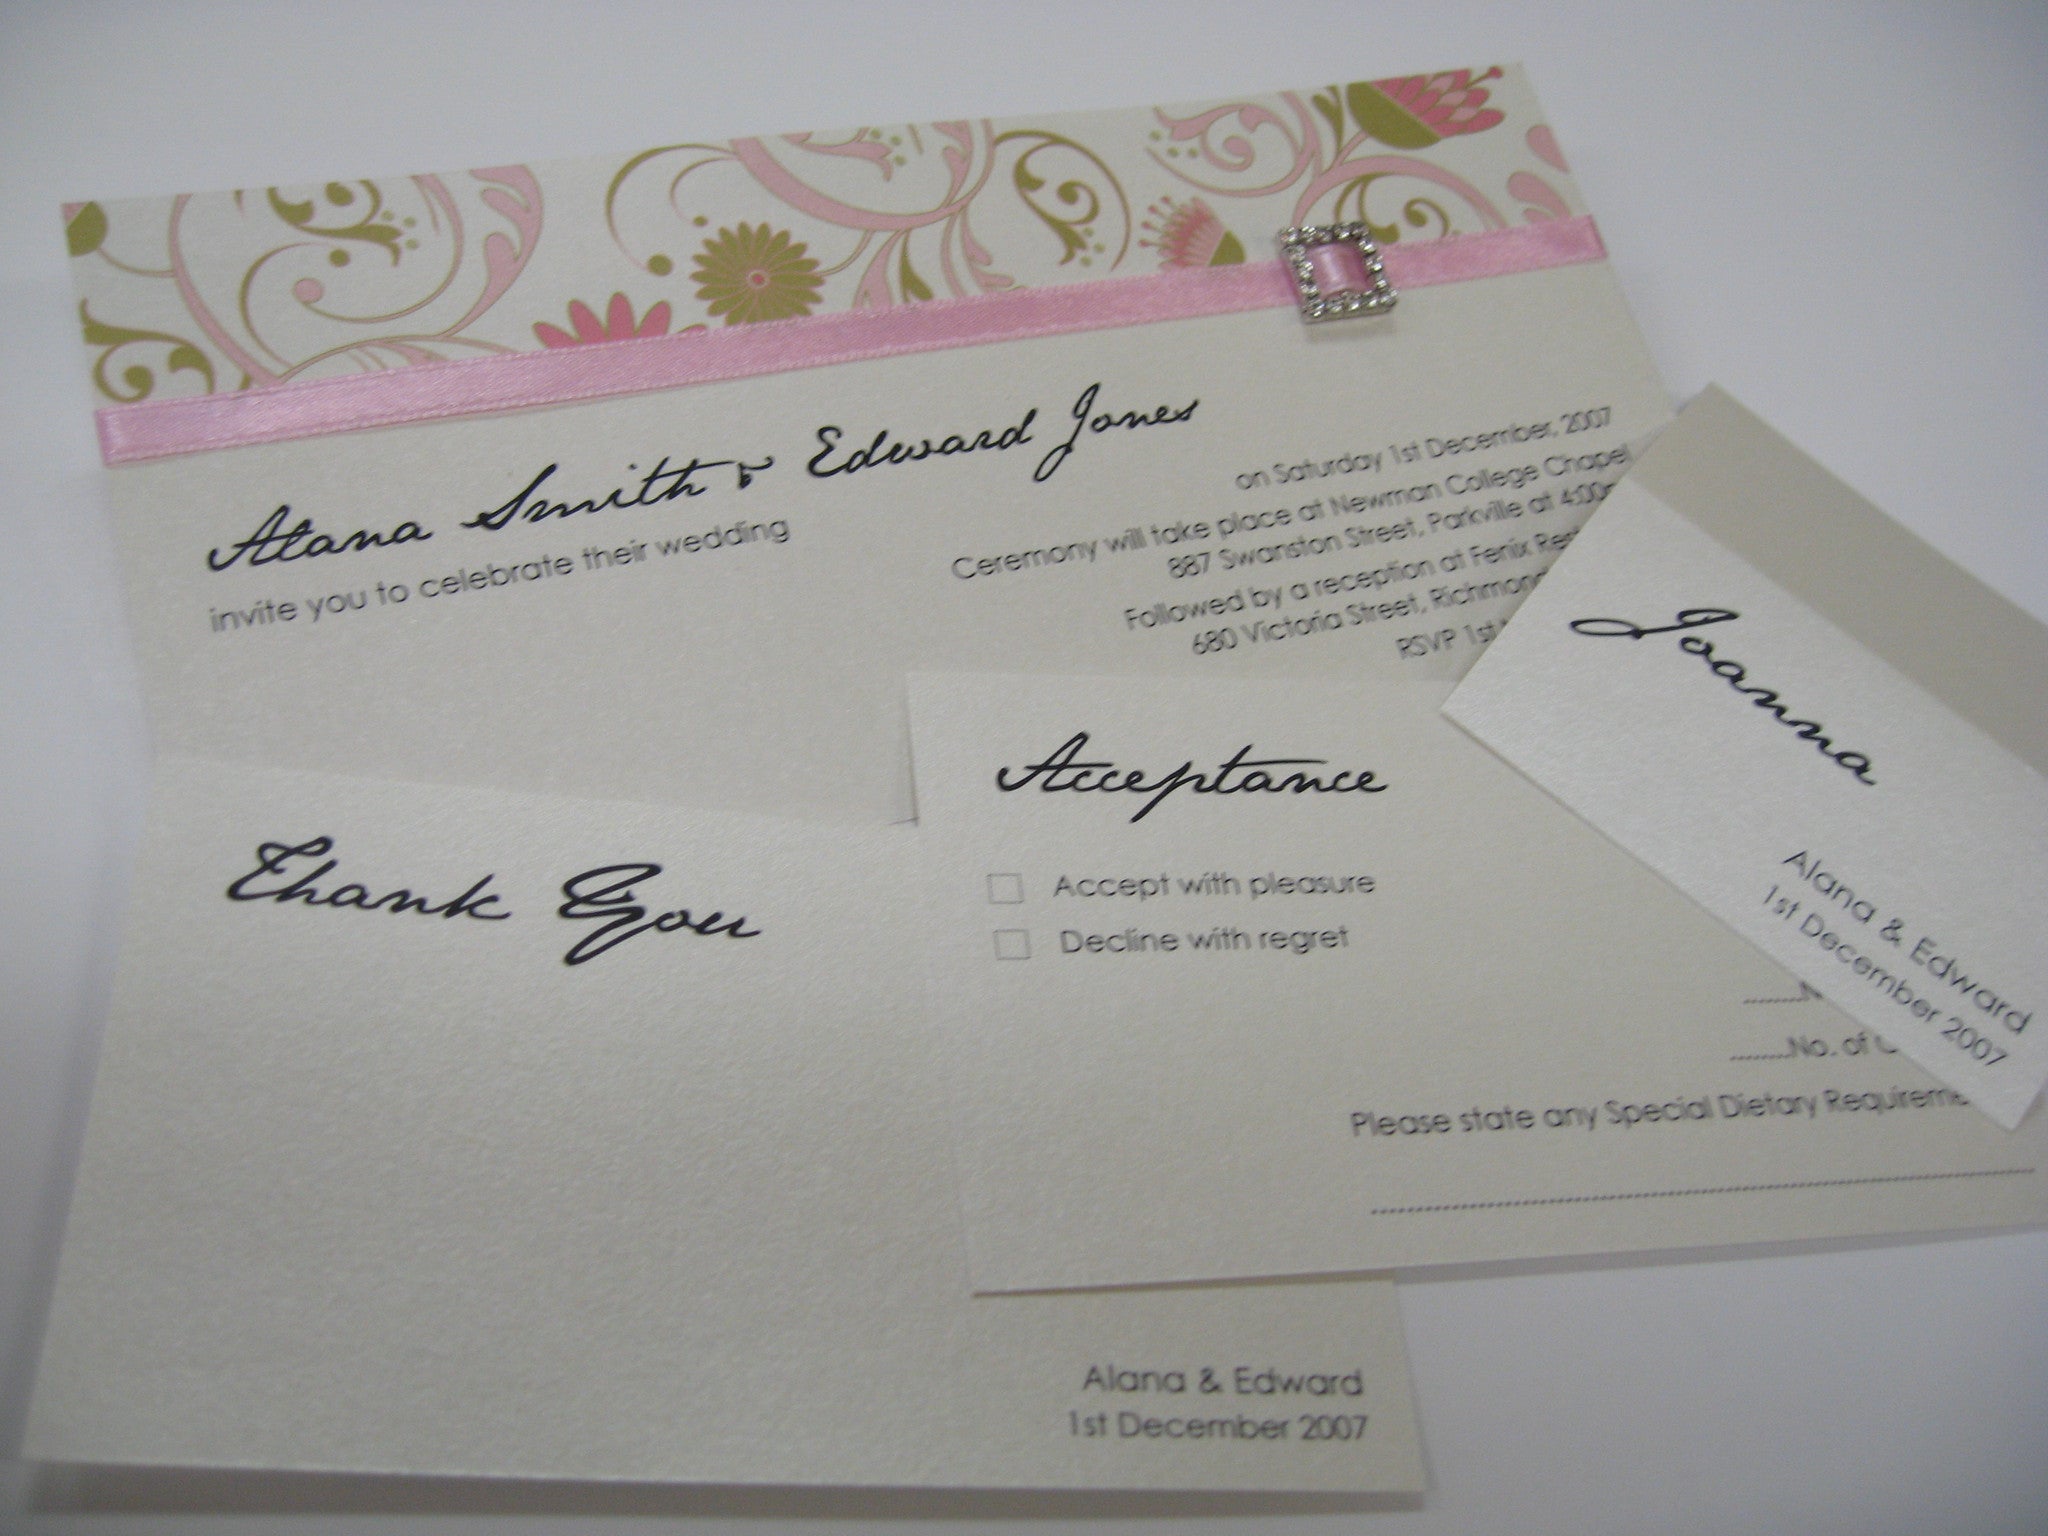 Alana Smith & Edward Jones
invite you to celebrate their wedding
on Saturday 1st December, 2007
Ceremony will take place at Newman College Chapel
887 Swanston Street, Parkville at 4:00
Followed by a reception at Fenix
680 Victoria Street, Richmond
RSVP 1st
Joanna
Alana & Edward
1st December 2007
Acceptance
Accept with pleasure
Decline with regret
No. of
Please state any Special Dietary
Thank You
Alana & Edward
1st December 2007